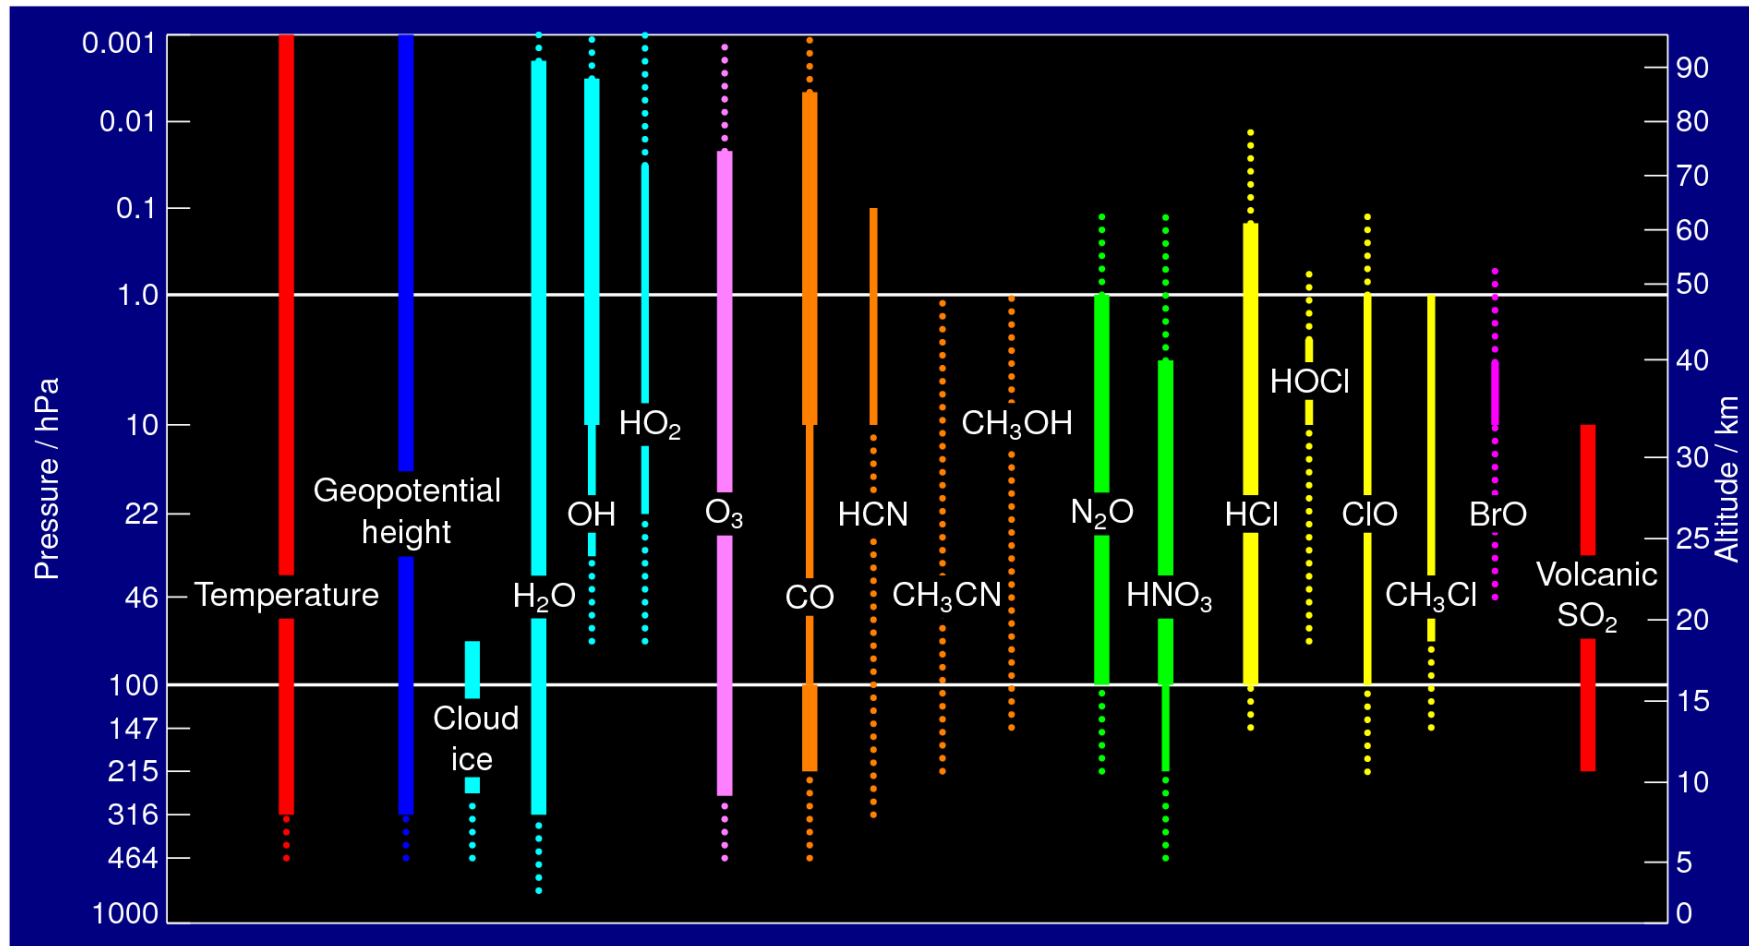 0.001
0.01
0.1
1.0
10
22
46
100
147
215
316
464
1000
Pressure / hPa
90
80
70
60
50
40
30
25
20
15
10
5
0
Altitude / km
Temperature
Geopotential
height
Cloud
ice
H₂O
OH
HO₂
O₃
CO
HCN
CH₃CN
CH₃OH
N₂O
HNO₃
HCl
HOCl
ClO
CH₃Cl
BrO
Volcanic
SO₂